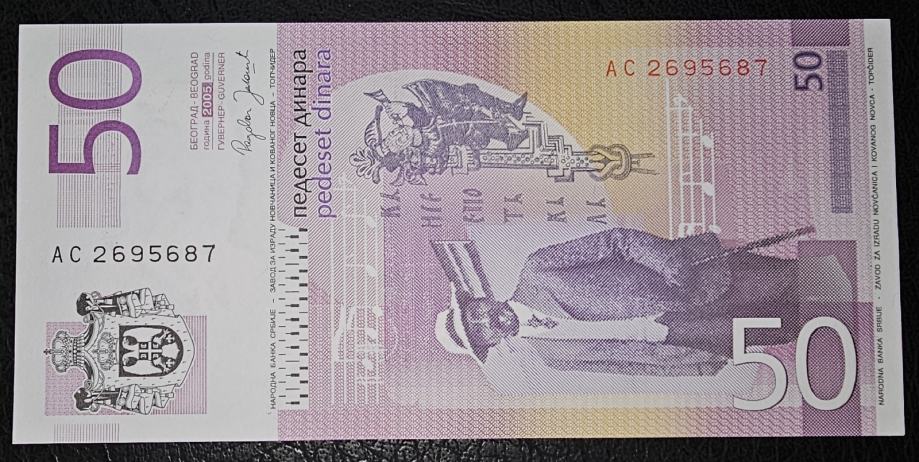 50
БЕОГРАД - BEOGRAD
година 2005 godina
ГУВЕРНЕР - GUVERNER
НАРОДНА БАНКА СРБИЈЕ - ЗАВОД ЗА ИЗРАДУ НОВЧАНИЦА И КОВАНОГ НОВЦА - ТОПЧИДЕР
педесет динара
pedeset dinara
AC 2695687
50
AC 2695687
50
NARODNA BANKA SRBIJE - ZAVOD ZA IZRADU NOVČANICA I KOVANOG NOVCA - TOPČIDER